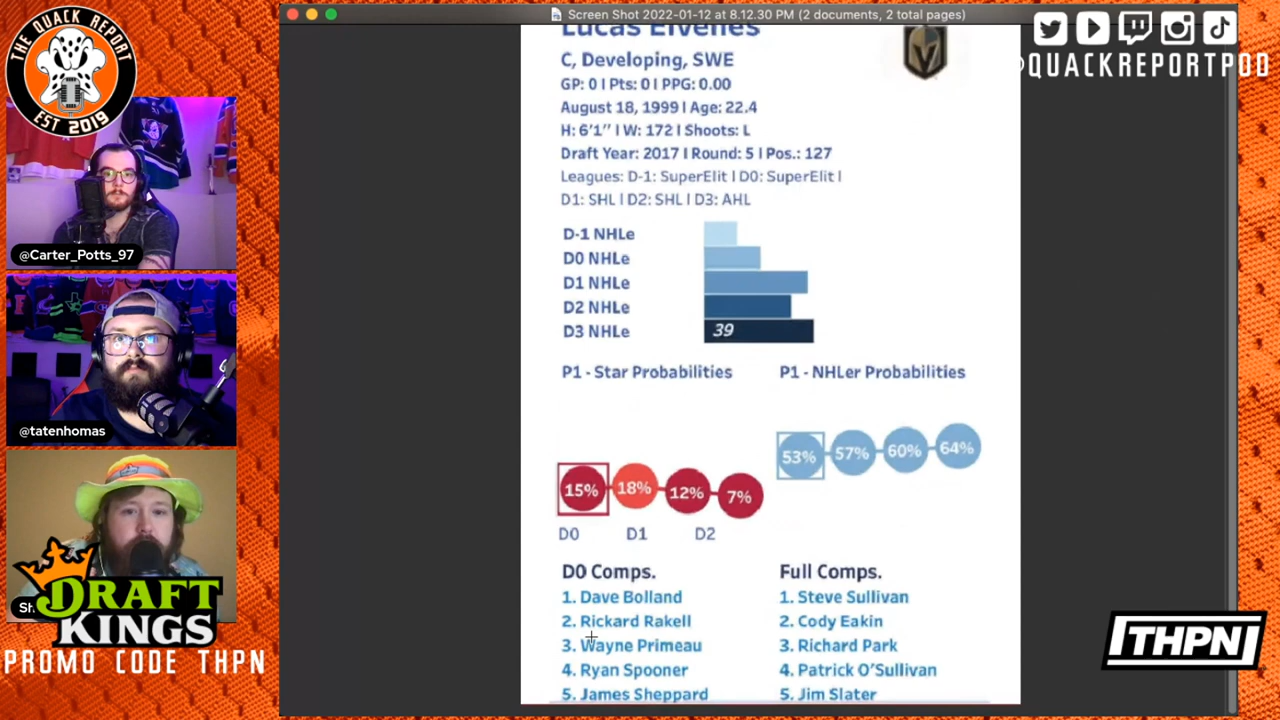 Screen Shot 2022-01-12 at 8.12.30 PM (2 documents, 2 total pages)
THE QUACK REPORT
EST 2019
@QUACKREPORTPOD
@Carter_Potts_97
@tatenhomas
Sh
DRAFT
KINGS
PROMO CODE THPN
THPN
Lucas Elvenes
C, Developing, SWE
GP: 0 I Pts: 0 I PPG: 0.00
August 18, 1999 I Age: 22.4
H: 6'1'' I W: 172 I Shoots: L
Draft Year: 2017 I Round: 5 I Pos.: 127
Leagues: D-1: SuperElit I D0: SuperElit I
D1: SHL I D2: SHL I D3: AHL
D-1 NHLe
D0 NHLe
D1 NHLe
D2 NHLe
D3 NHLe 39
P1 - Star Probabilities
15% 18% 12% 7%
D0 D1 D2
P1 - NHLer Probabilities
53% 57% 60% 64%
D0 Comps.
1. Dave Bolland
2. Rickard Rakell
3. Wayne Primeau
4. Ryan Spooner
5. James Sheppard
Full Comps.
1. Steve Sullivan
2. Cody Eakin
3. Richard Park
4. Patrick O'Sullivan
5. Jim Slater